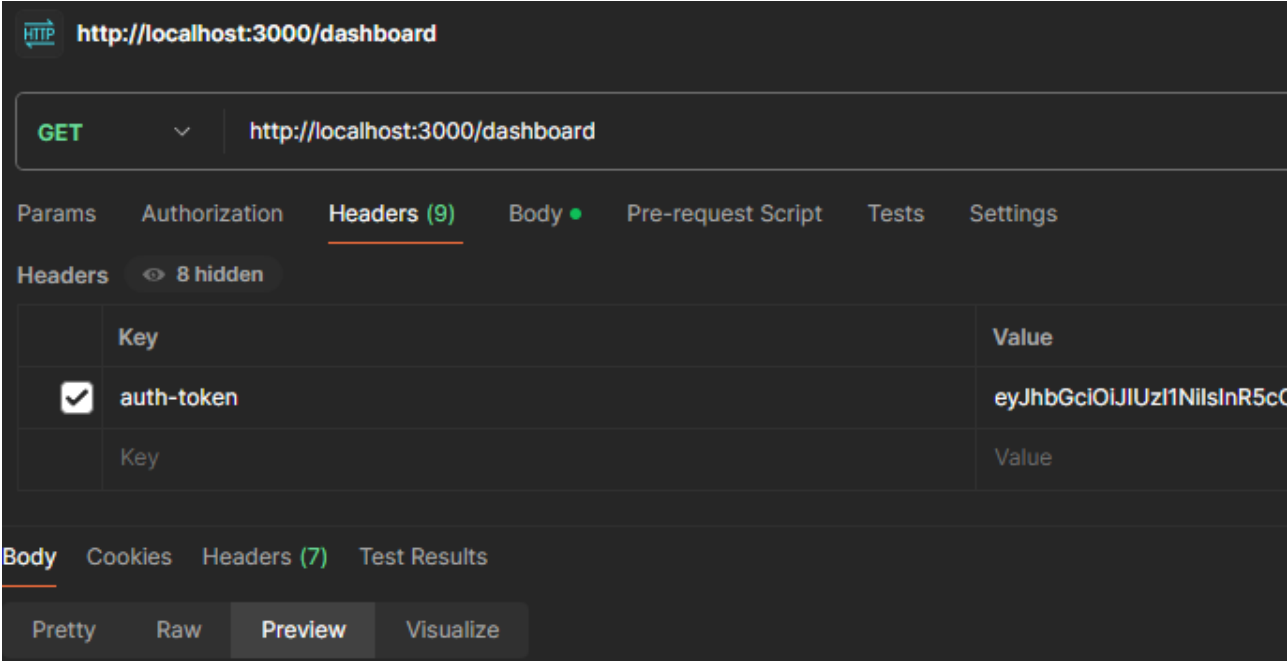 HTTP http://localhost:3000/dashboard
GET http://localhost:3000/dashboard
Params Authorization Headers (9) Body Pre-request Script Tests Settings
Headers 8 hidden
Key Value
auth-token eyJhbGciOiJIUzI1NiIsInR5cC
Key Value
Body Cookies Headers (7) Test Results
Pretty Raw Preview Visualize